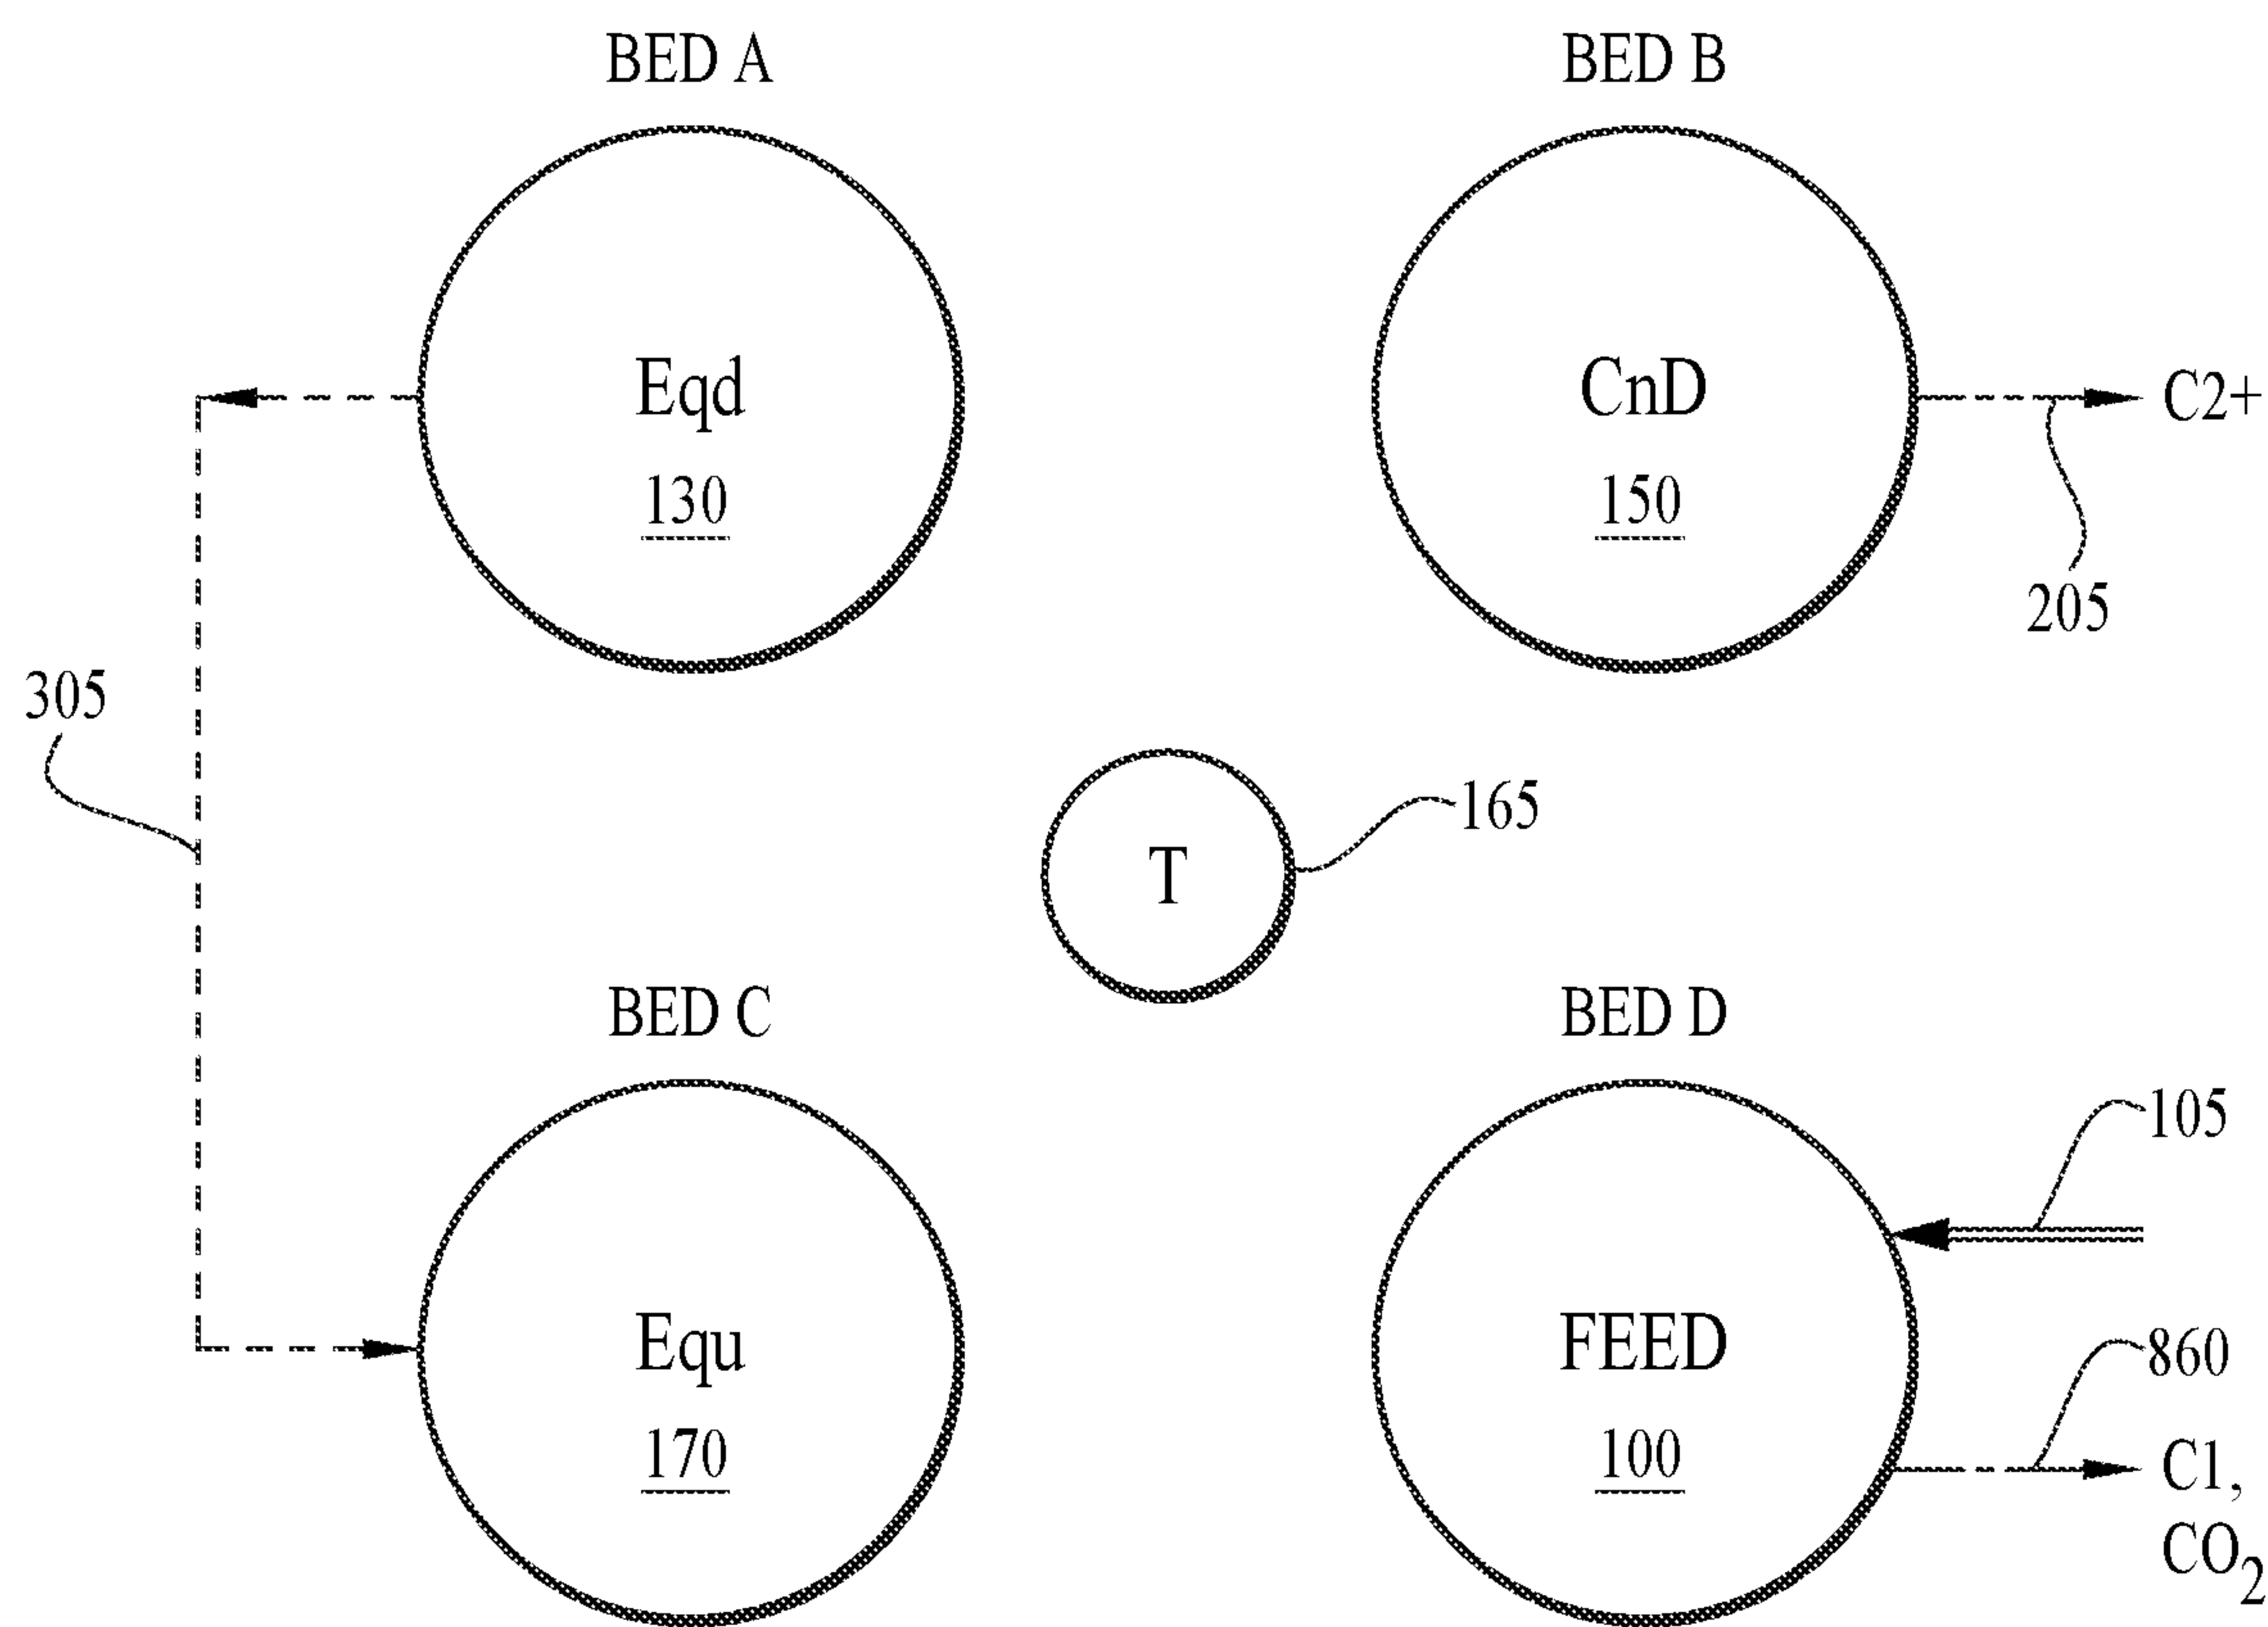 BED A
BED B
Eqd
130
CnD
150
C2+
205
305
165
T
BED C
BED D
105
Equ
170
FEED
100
860
C1,
CO₂